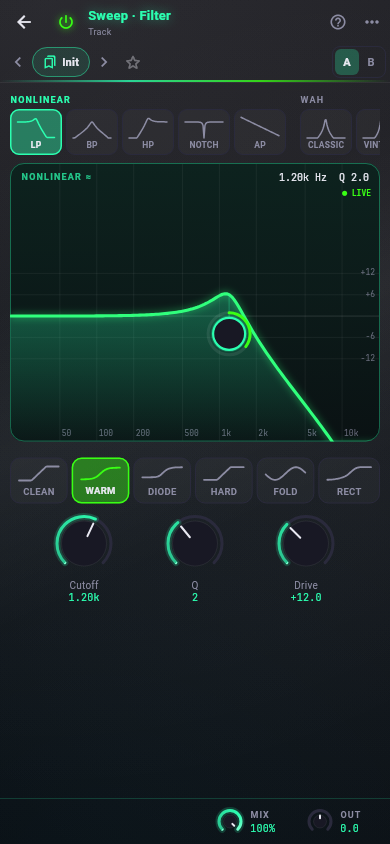 Sweep · Filter
Track
Init
A B
NONLINEAR WAH
LP BP HP NOTCH AP CLASSIC VIN
NONLINEAR ≈ 1.20k Hz Q 2.0
LIVE
+12
+6
-6
-12
50 100 200 500 1k 2k 5k 10k
CLEAN WARM DIODE HARD FOLD RECT
Cutoff Q Drive
1.20k 2 +12.0
MIX OUT
100% 0.0